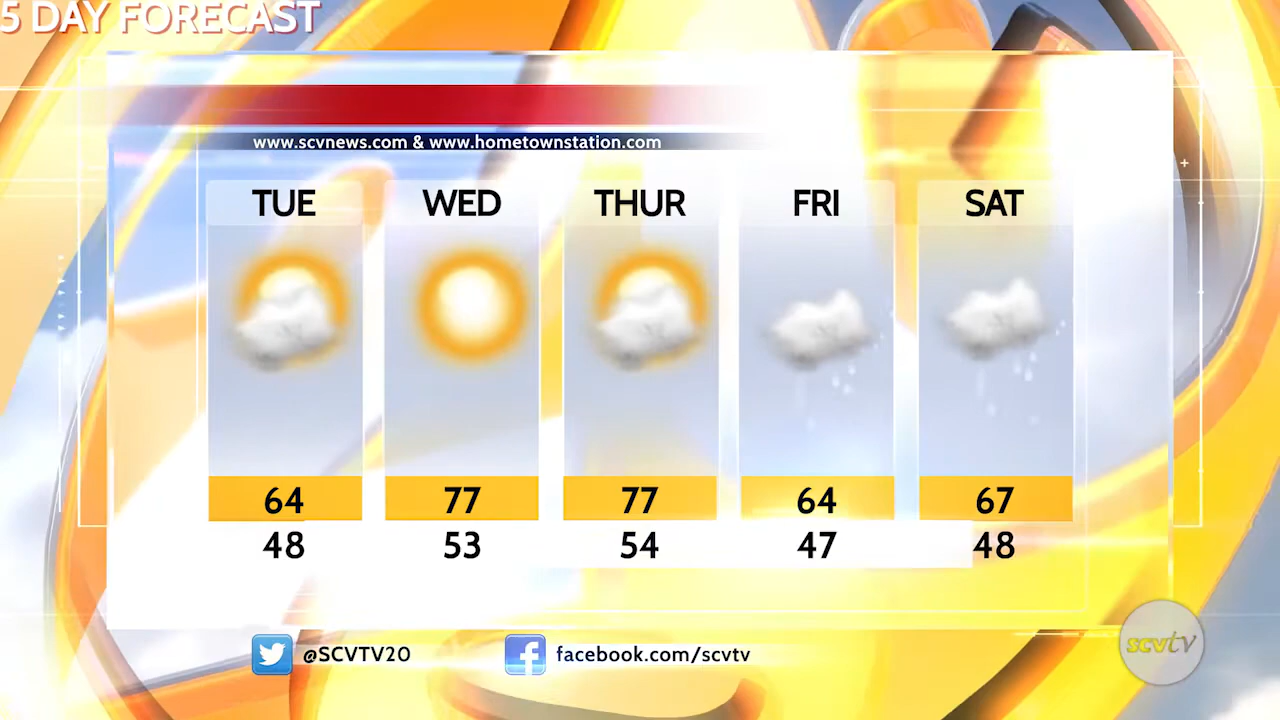 5 DAY FORECAST
www.scvnews.com & www.hometownstation.com
TUE WED THUR FRI SAT
64 77 77 64 67
48 53 54 47 48
@SCVTV20 facebook.com/scvtv
scvtv